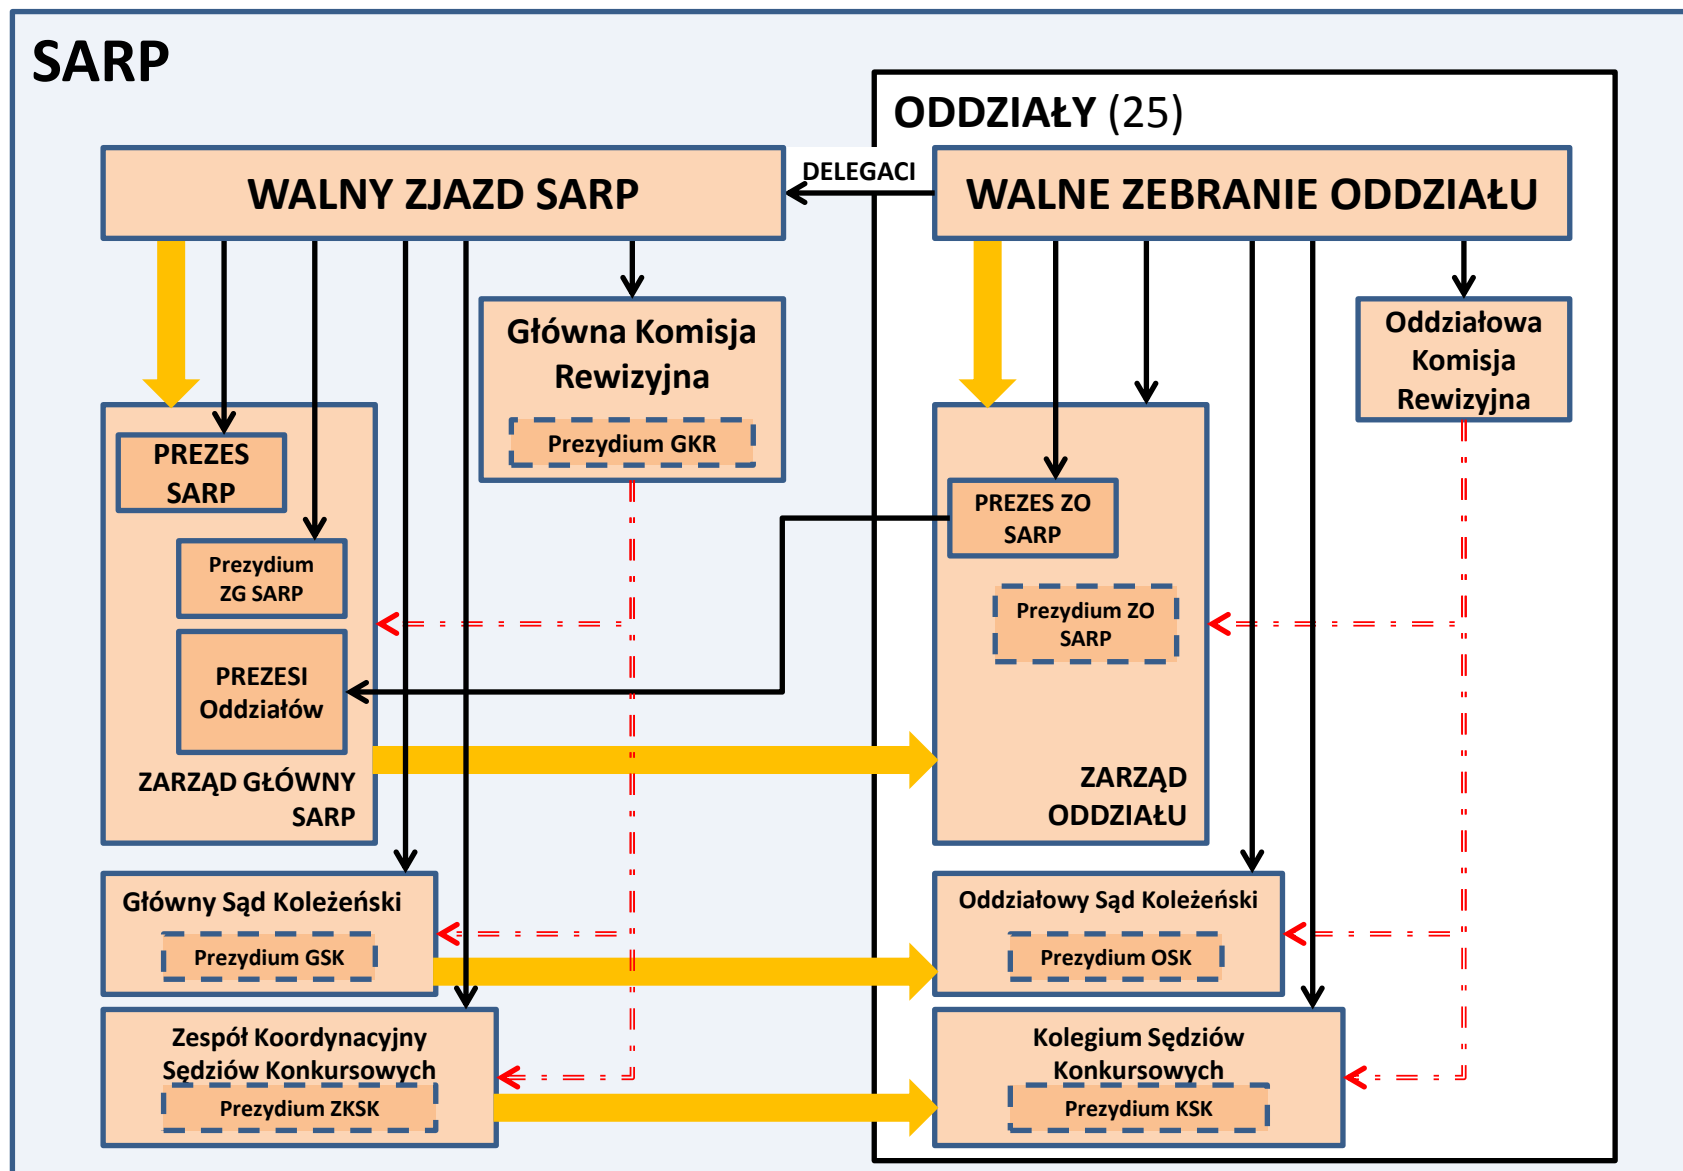 SARP
ODDZIAŁY (25)
WALNY ZJAZD SARP
DELEGACI
WALNE ZEBRANIE ODDZIAŁU
Główna Komisja
Rewizyjna
Prezydium GKR
Oddziałowa
Komisja
Rewizyjna
PREZES
SARP
Prezydium
ZG SARP
PREZESI
Oddziałów
ZARZĄD GŁÓWNY
SARP
PREZES ZO
SARP
Prezydium ZO
SARP
ZARZĄD
ODDZIAŁU
Główny Sąd Koleżeński
Prezydium GSK
Oddziałowy Sąd Koleżeński
Prezydium OSK
Zespół Koordynacyjny
Sędziów Konkursowych
Prezydium ZKSK
Kolegium Sędziów
Konkursowych
Prezydium KSK